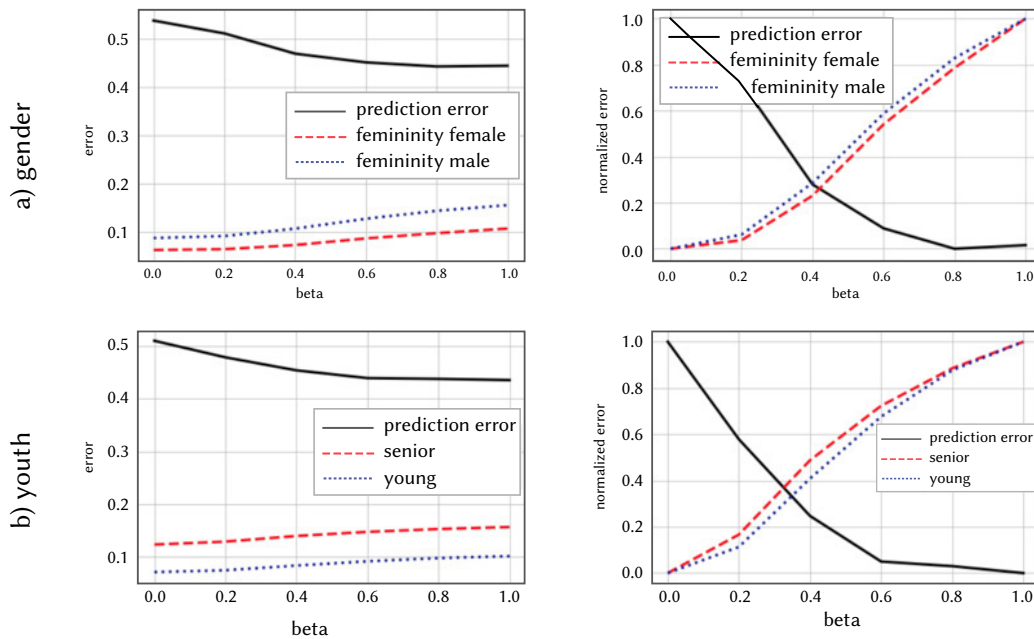 a) gender
error
0.5
0.4
0.3
0.2
0.1
prediction error
femininity female
femininity male
0.0 0.2 0.4 0.6 0.8 1.0
beta
normalized error
1.0
0.8
0.6
0.4
0.2
0.0
prediction error
femininity female
femininity male
0.0 0.2 0.4 0.6 0.8 1.0
beta
b) youth
error
0.5
0.4
0.3
0.2
0.1
prediction error
senior
young
0.0 0.2 0.4 0.6 0.8 1.0
beta
normalized error
1.0
0.8
0.6
0.4
0.2
0.0
prediction error
senior
young
0.0 0.2 0.4 0.6 0.8 1.0
beta